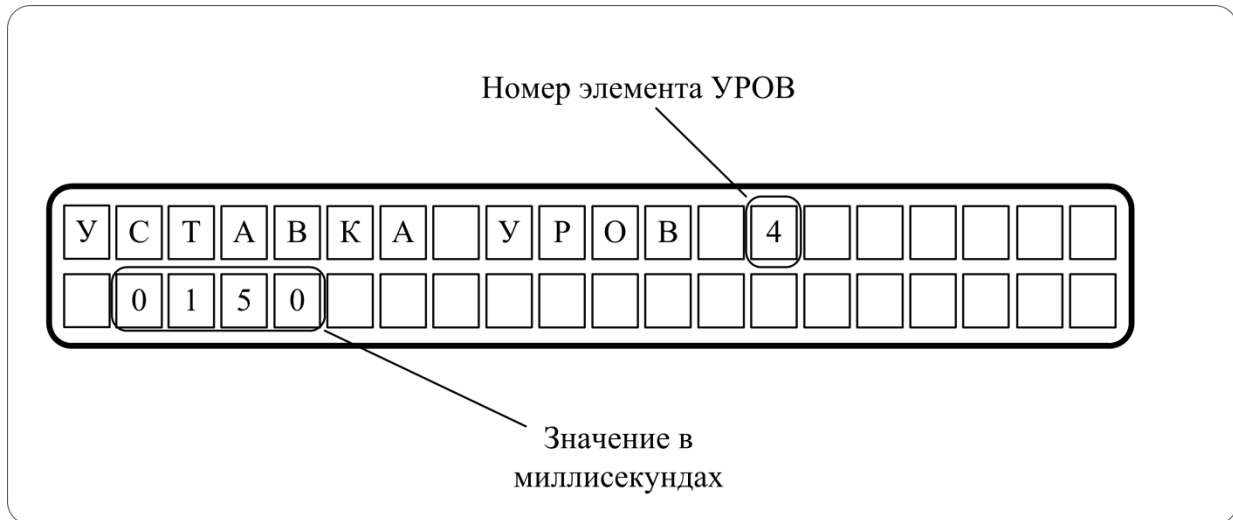 Номер элемента УРОВ
УСТАВКА УРОВ 4
0150
Значение в
миллисекундах